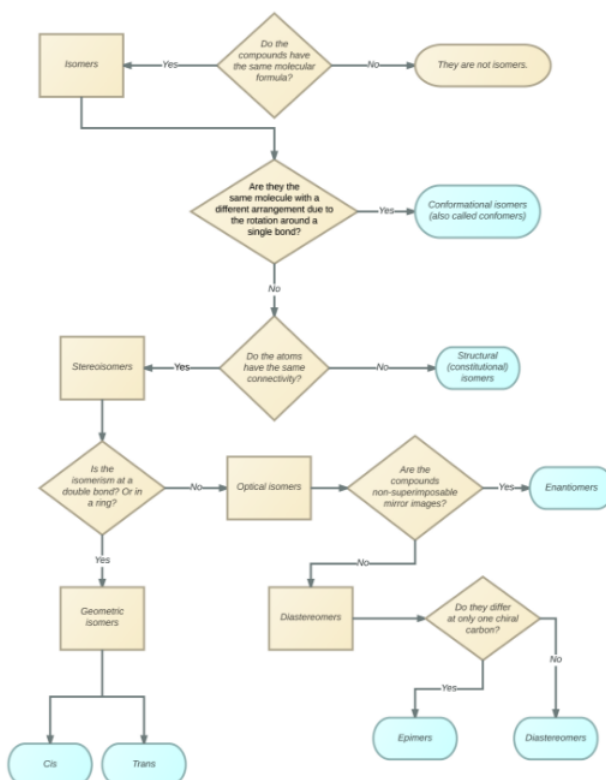 Do the
compounds have
the same molecular
formula?
Isomers
Yes
No
They are not isomers.
Are they the
same molecule with a
different arrangement due to
the rotation around a
single bond?
Yes
Conformational isomers
(also called confomers)
No
Do the atoms
have the same
connectivity?
Stereoisomers
Yes
No
Structural
(constitutional)
isomers
Is the
isomerism at a
double bond? Or in
a ring?
No
Optical isomers
Are the
compounds
non-superimposable
mirror images?
Yes
Enantiomers
Yes
No
Geometric
isomers
Diastereomers
Do they differ
at only one chiral
carbon?
Yes
No
Cis
Trans
Epimers
Diastereomers